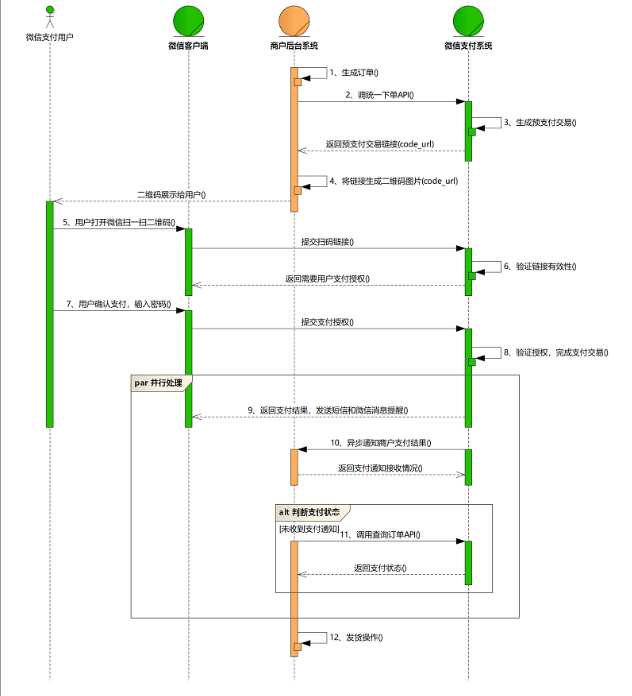 微信支付用户
微信客户端
商户后台系统
微信支付系统
1、生成订单()
2、调统一下单API()
3、生成预支付交易()
返回预支付交易链接(code_url)
4、将链接生成二维码图片(code_url)
二维码展示给用户()
5、用户打开微信扫一扫二维码()
提交扫码链接()
6、验证链接有效性()
返回需要用户支付授权()
7、用户确认支付，输入密码()
提交支付授权()
8、验证授权，完成支付交易()
par 并行处理
9、返回支付结果，发送短信和微信消息提醒()
10、异步通知商户支付结果()
返回支付通知接收情况()
alt 判断支付状态
[未收到支付通知]
11、调用查询订单API()
返回支付状态()
12、发货操作()